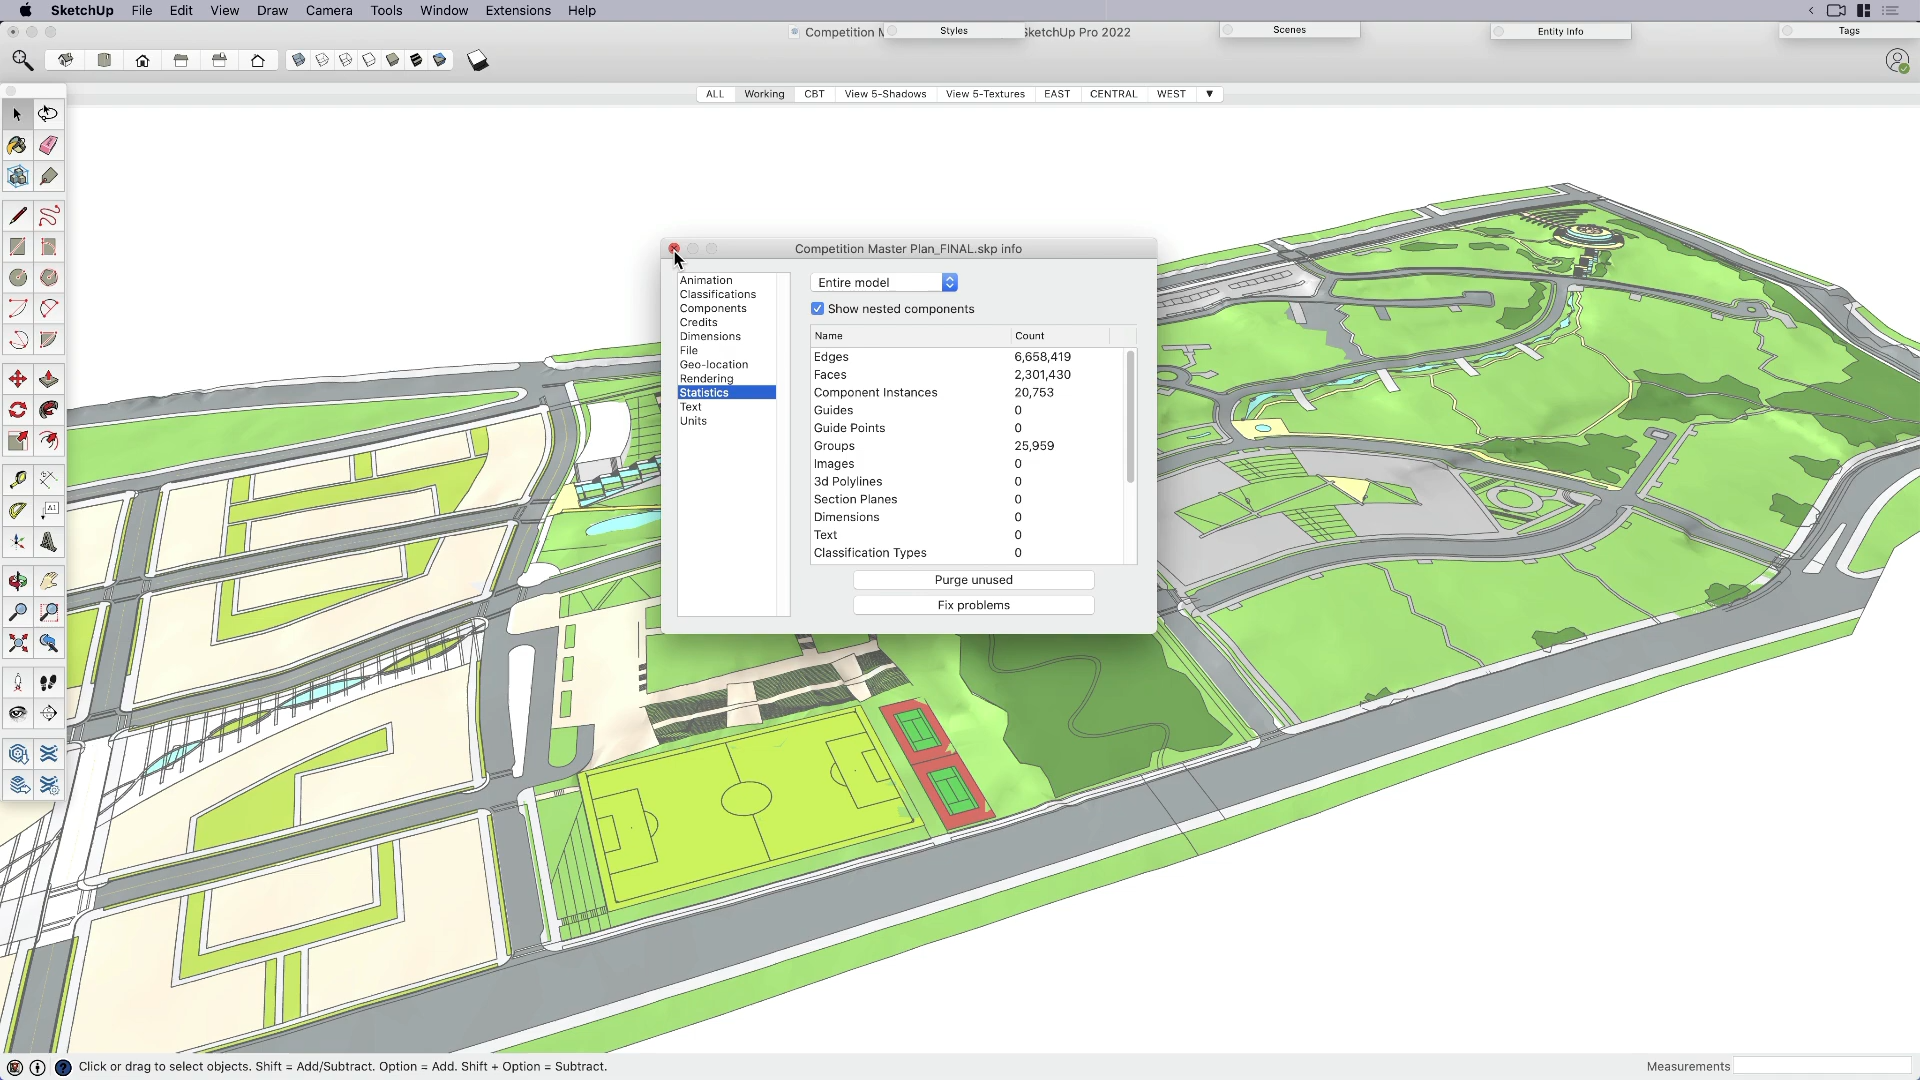 SketchUp File Edit View Draw Camera Tools Window Extensions Help
Competition M
Styles
SketchUp Pro 2022
Scenes
Entity Info
Tags
ALL Working CBT View 5-Shadows View 5-Textures EAST CENTRAL WEST ▼
Competition Master Plan_FINAL.skp info
Animation
Classifications
Components
Credits
Dimensions
File
Geo-location
Rendering
Statistics
Text
Units
Entire model
Show nested components
Name Count
Edges 6,658,419
Faces 2,301,430
Component Instances 20,753
Guides 0
Guide Points 0
Groups 25,959
Images 0
3d Polylines 0
Section Planes 0
Dimensions 0
Text 0
Classification Types 0
Purge unused
Fix problems
Click or drag to select objects. Shift = Add/Subtract. Option = Add. Shift + Option = Subtract.
Measurements